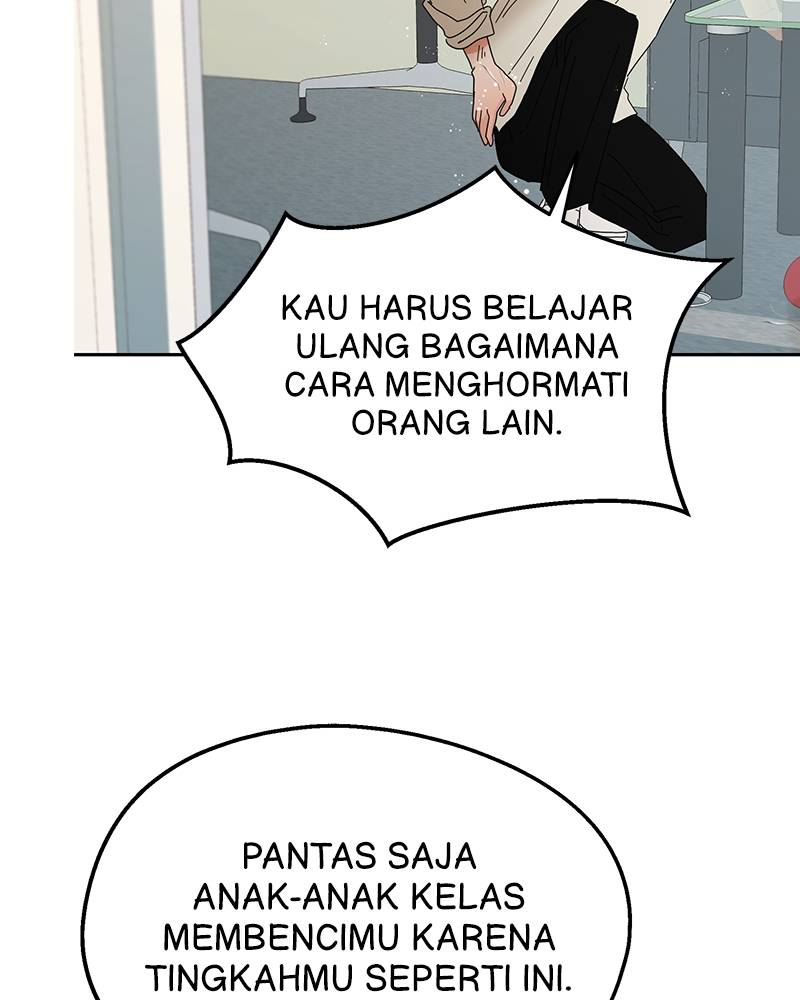 KAU HARUS BELAJAR
ULANG BAGAIMANA
CARA MENGHORMATI
ORANG LAIN.
PANTAS SAJA
ANAK-ANAK KELAS
MEMBENCIMU KARENA
TINGKAHMU SEPERTI INI.